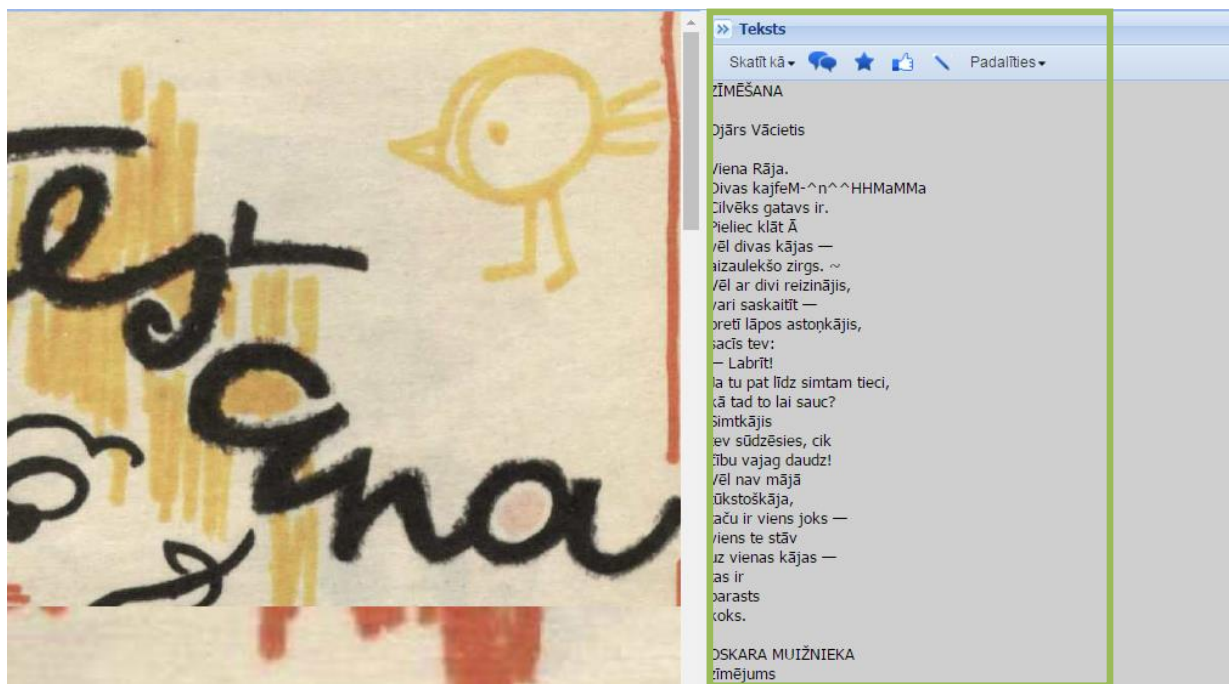 ana
Teksts
Skatīt kā
Padalīties
ZĪMĒŠANA
Ojārs Vācietis
Viena Rāja.
Divas kajfeM-^n^^HHMaMMa
Cilvēks gatavs ir.
Pieliec klāt Ā
vēl divas kājas —
aizaulekšo zirgs. ~
Vēl ar divi reizinājis,
vari saskaitīt —
pretī lāpos astoņkājis,
sacīs tev:
— Labrīt!
Ja tu pat līdz simtam tieci,
kā tad to lai sauc?
Simtkājis
tev sūdzēsies, cik
čību vajag daudz!
Vēl nav mājā
tūkstoškāja,
taču ir viens joks —
viens te stāv
uz vienas kājas —
tas ir
parasts
koks.
OSKARA MUIŽNIEKA
zīmējums